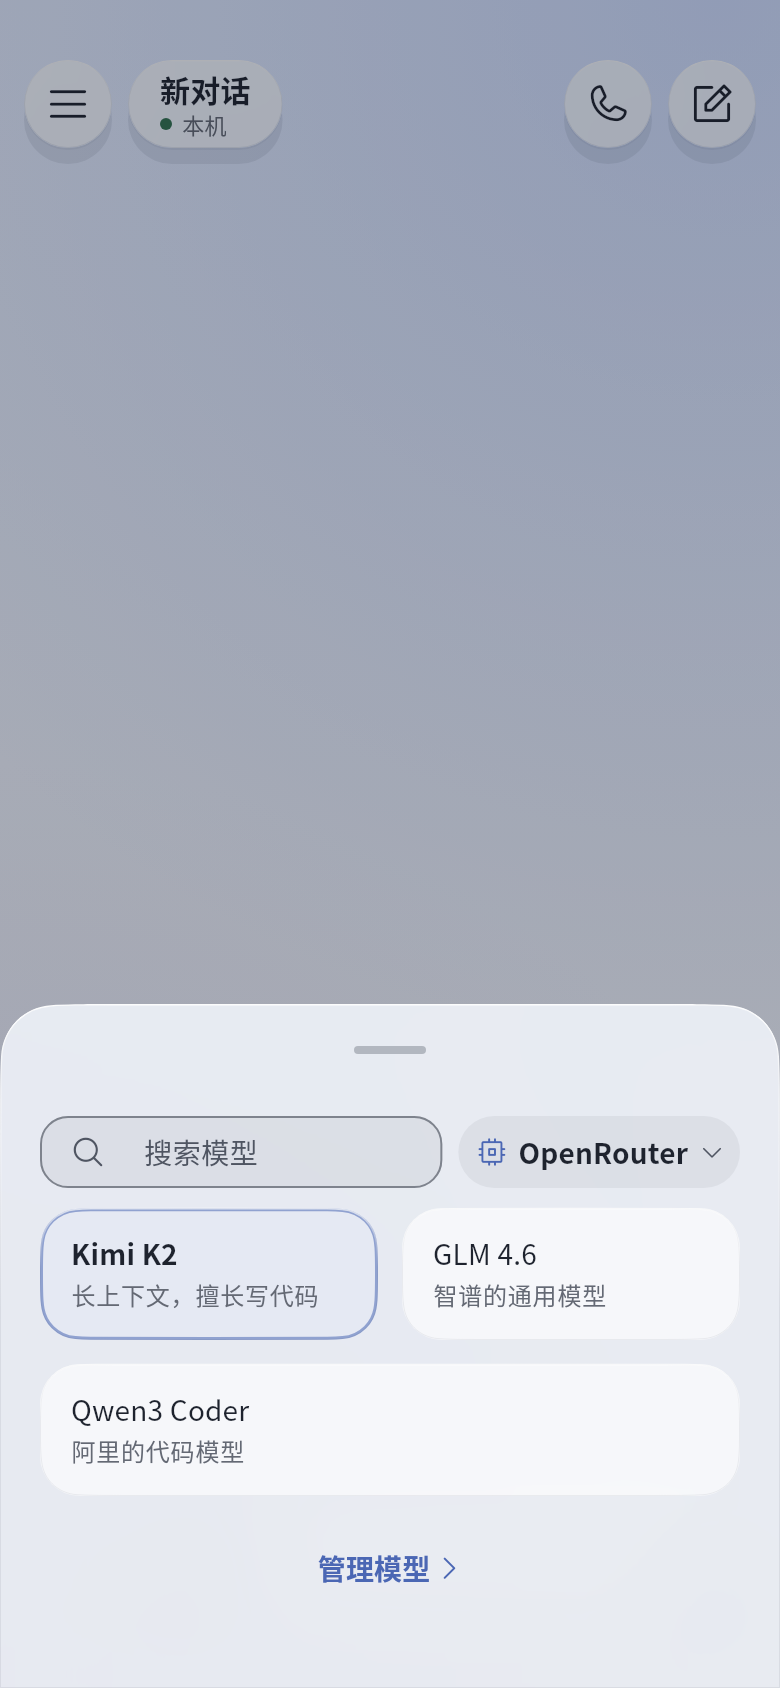 新对话
本机
搜索模型
OpenRouter
Kimi K2
长上下文，擅长写代码
GLM 4.6
智谱的通用模型
Qwen3 Coder
阿里的代码模型
管理模型